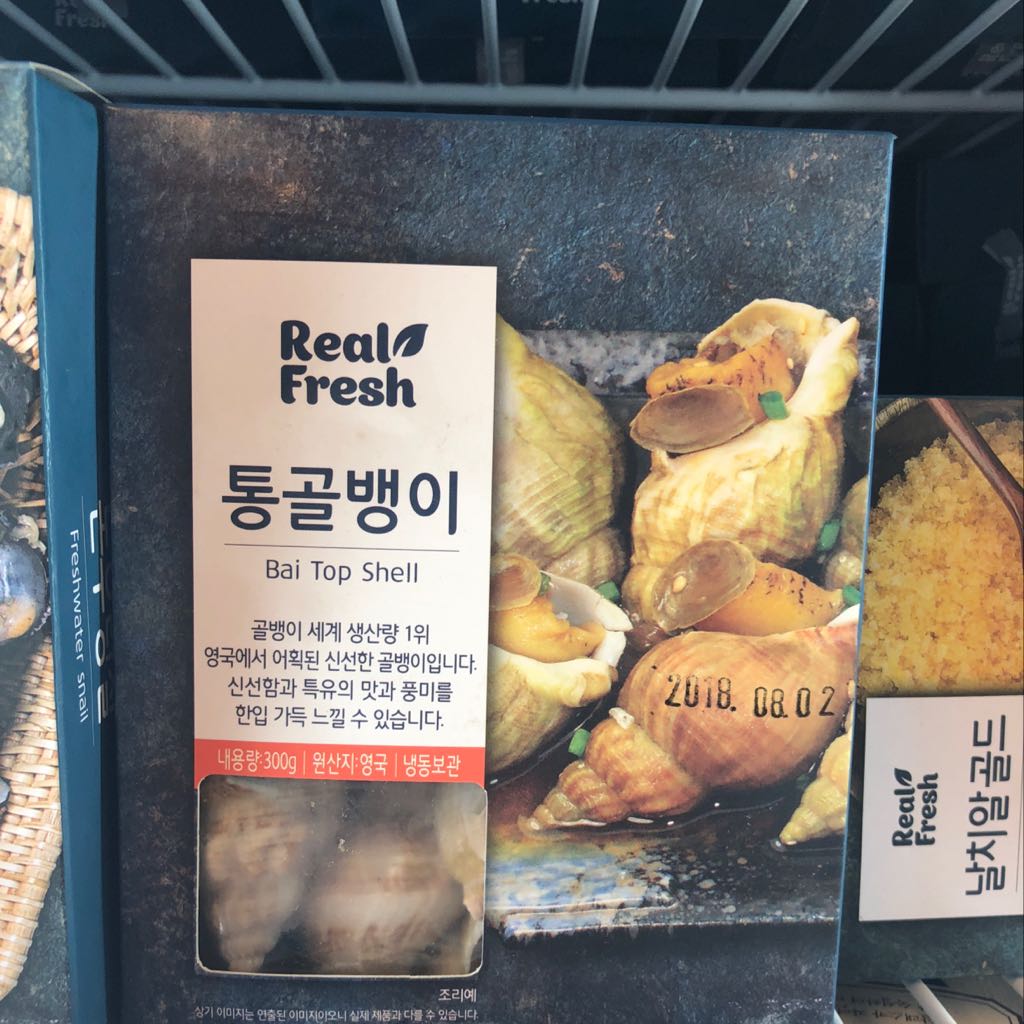 Real
Fresh
통골뱅이
Bai Top Shell
골뱅이 세계 생산량 1위
영국에서 어획된 신선한 골뱅이입니다.
신선함과 특유의 맛과 풍미를
한입 가득 느낄 수 있습니다.
내용량:300g | 원산지:영국 | 냉동보관
2018. 08.02
조리예
상기 이미지는 연출된 이미지이오니 실제 제품과 다를 수 있습니다.
Freshwater snail
Real
Fresh
날치알 골드